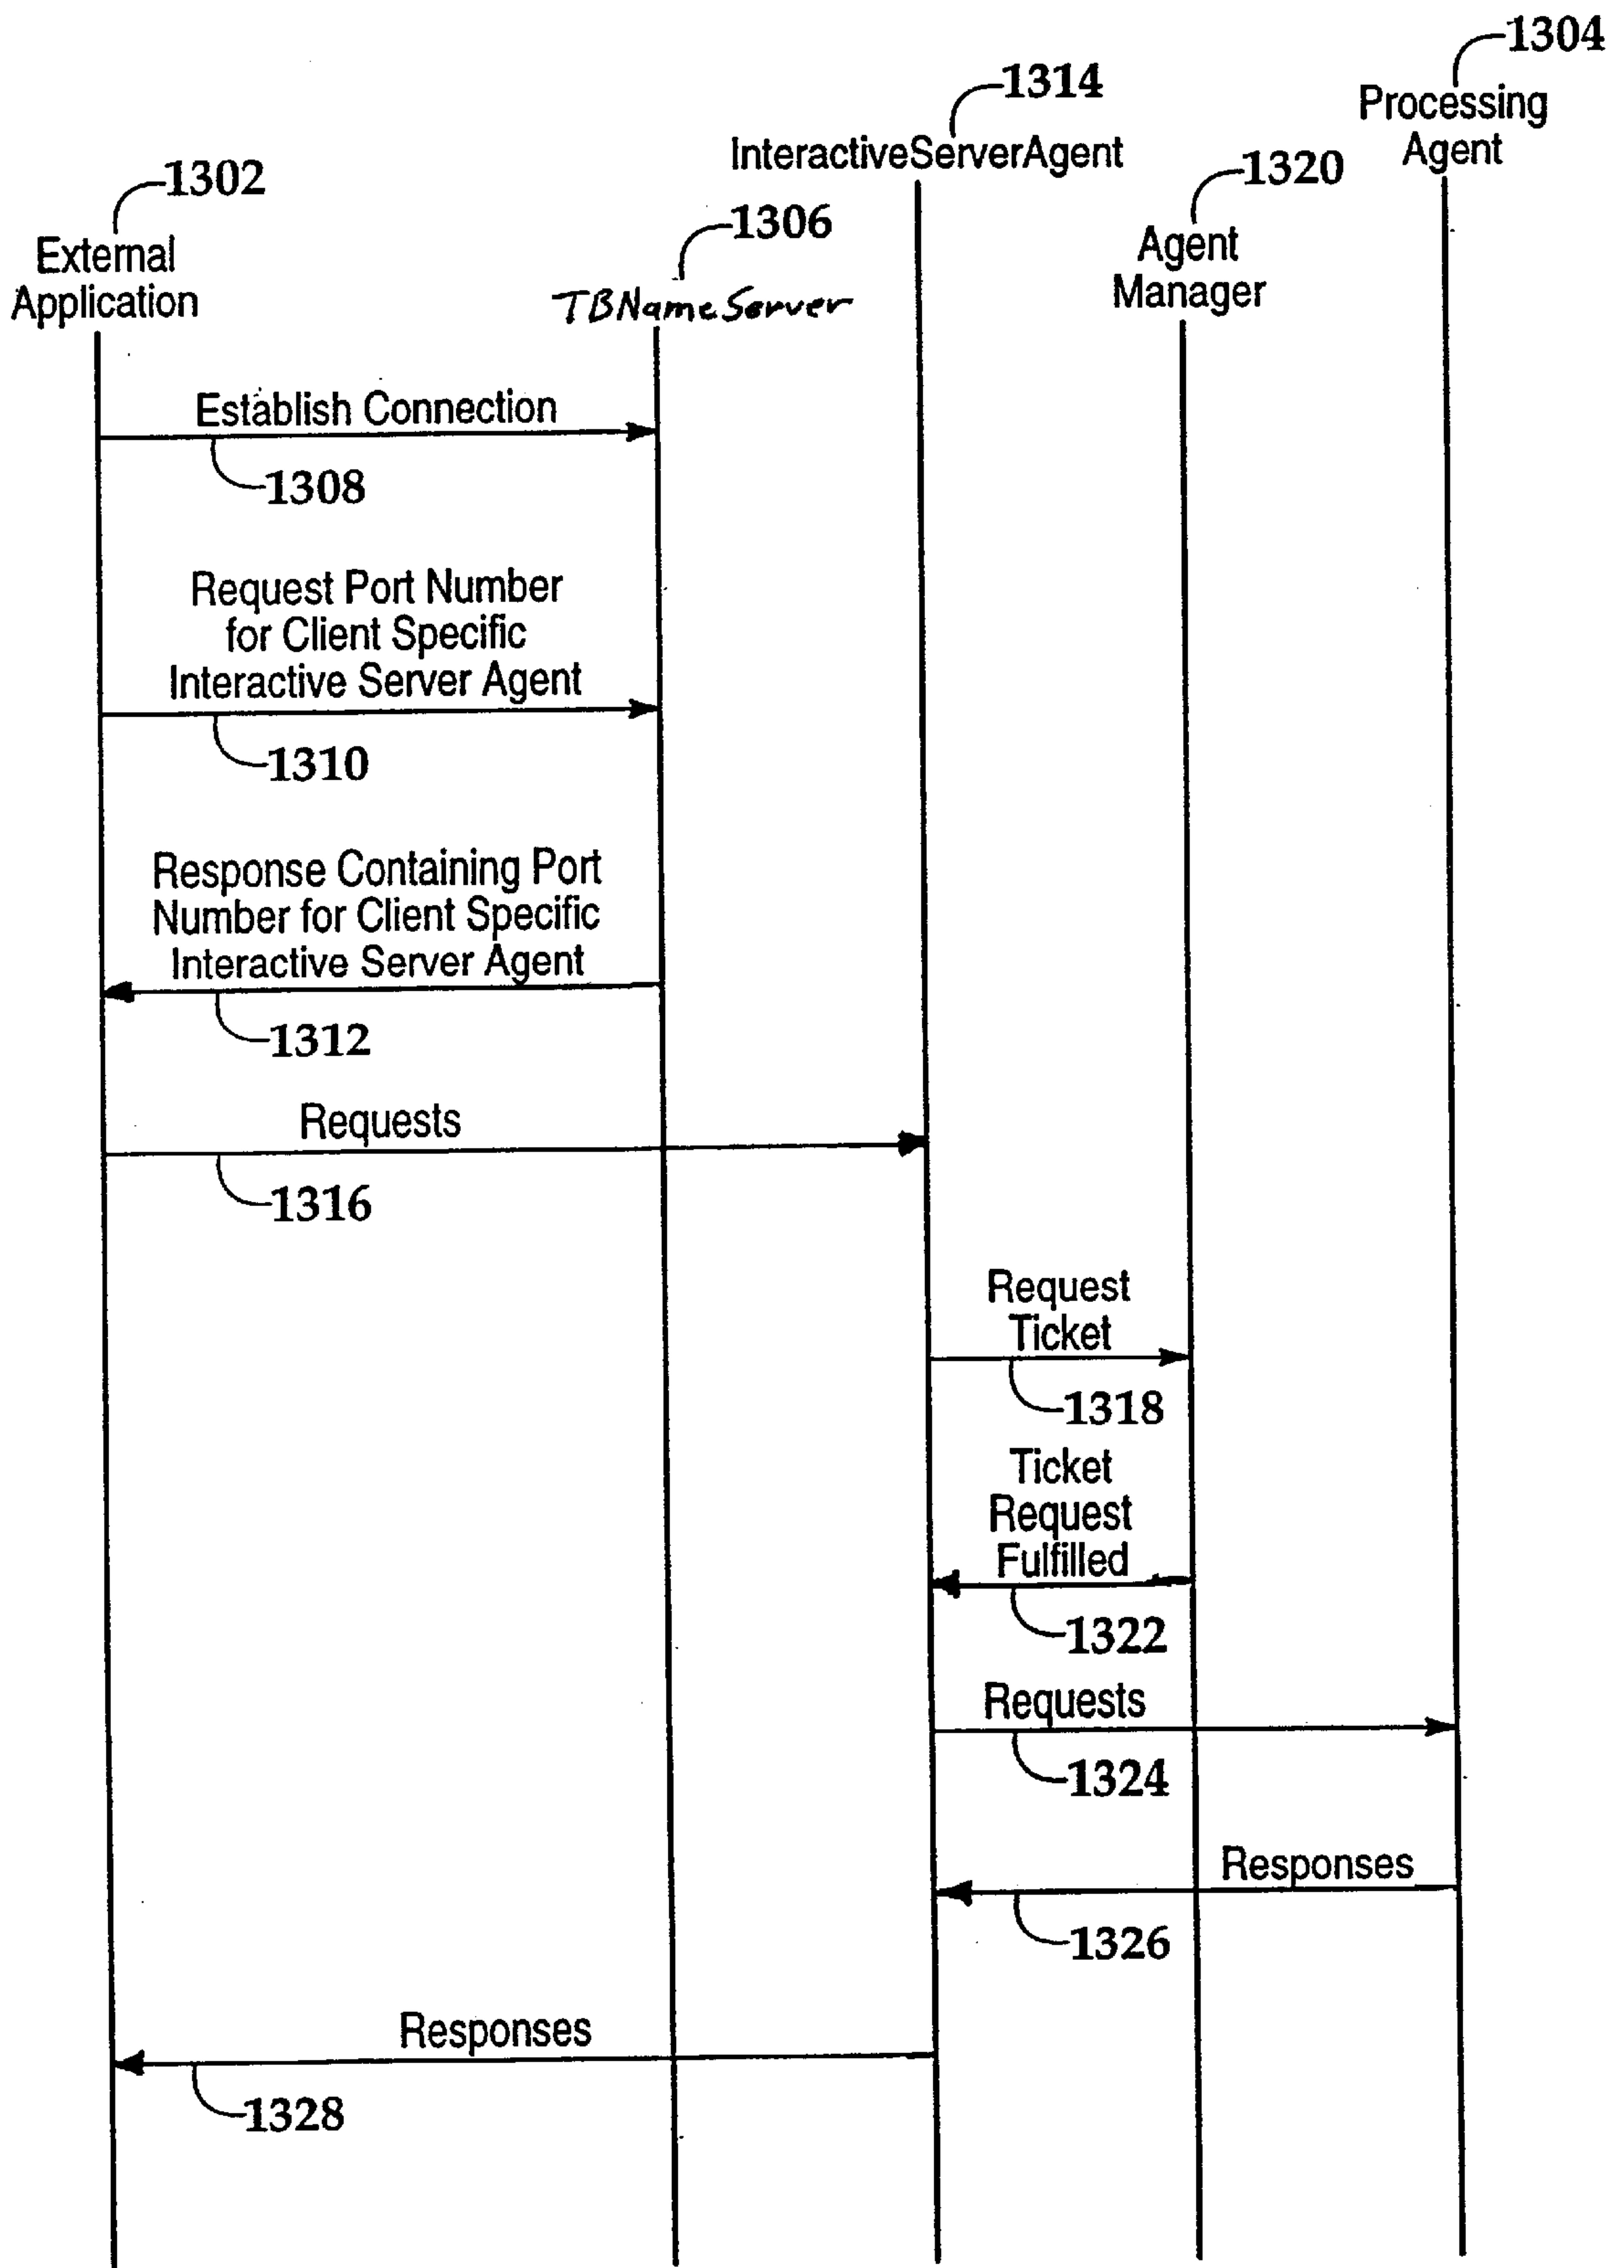 1304
Processing
Agent
1314
InteractiveServerAgent
1320
Agent
Manager
1302
External
Application
1306
TBNameServer
Establish Connection
1308
Request Port Number
for Client Specific
Interactive Server Agent
1310
Response Containing Port
Number for Client Specific
Interactive Server Agent
1312
Requests
1316
Request
Ticket
1318
Ticket
Request
Fulfilled
1322
Requests
1324
Responses
1326
Responses
1328